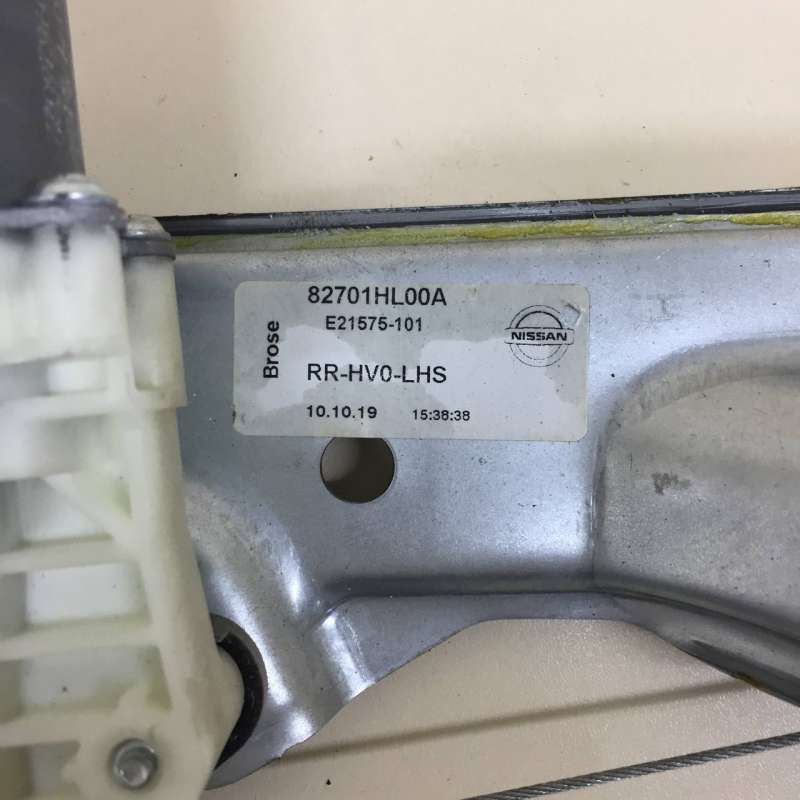 Brose
82701HL00A
E21575-101
NISSAN
RR-HV0-LHS
10.10.19 15:38:38